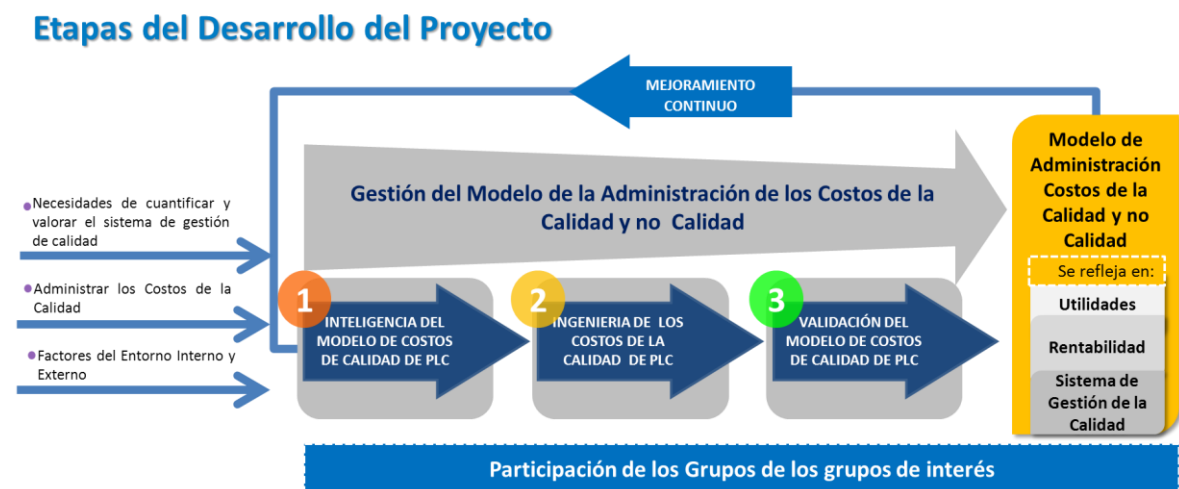 Etapas del Desarrollo del Proyecto
MEJORAMIENTO
CONTINUO
Necesidades de cuantificar y
valorar el sistema de gestión
de calidad
Administrar los Costos de la
Calidad
Factores del Entorno Interno y
Externo
Gestión del Modelo de la Administración de los Costos de la
Calidad y no Calidad
1
INTELIGENCIA DEL
MODELO DE COSTOS
DE CALIDAD DE PLC
2
INGENIERIA DE LOS
COSTOS DE LA
CALIDAD DE PLC
3
VALIDACIÓN DEL
MODELO DE COSTOS
DE CALIDAD DE PLC
Modelo de
Administración
Costos de la
Calidad y no
Calidad
Se refleja en:
Utilidades
Rentabilidad
Sistema de
Gestión de la
Calidad
Participación de los Grupos de los grupos de interés